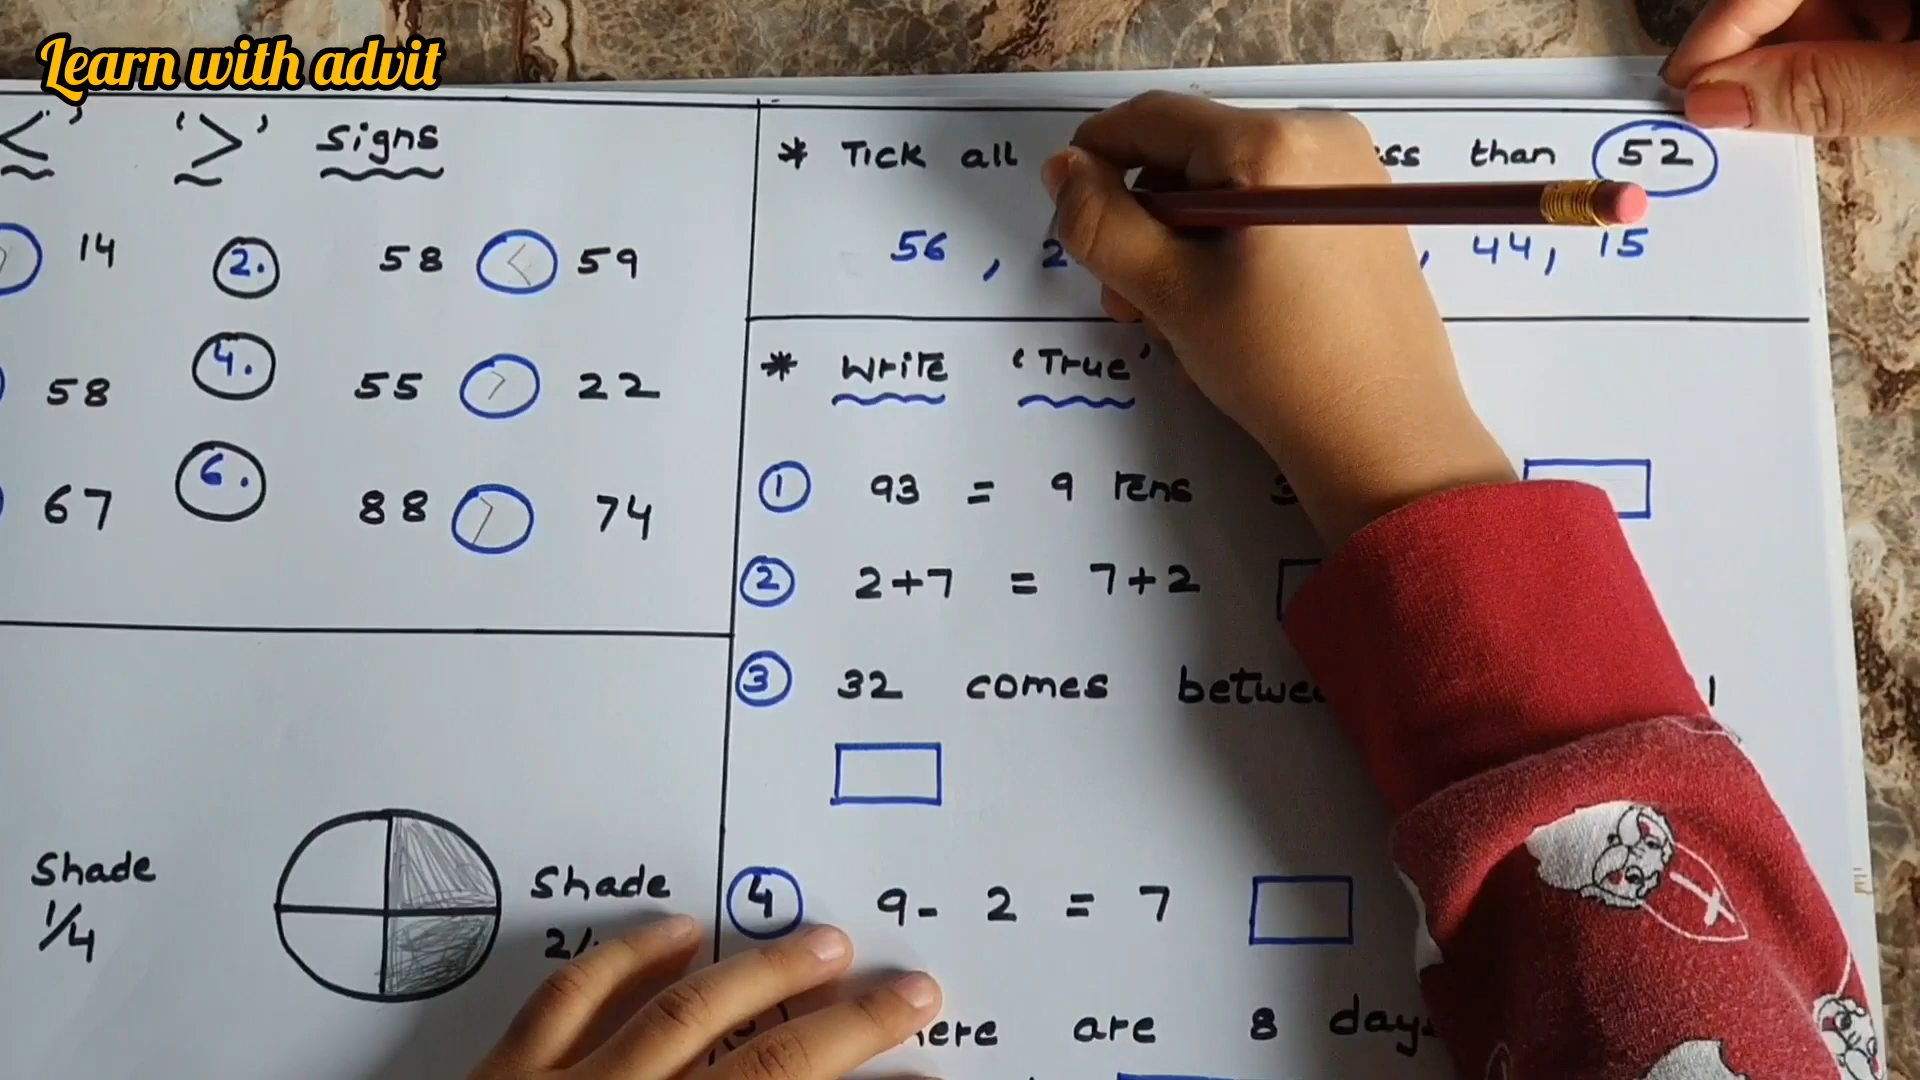 Learn with advit
<' '>' signs
14 2. 58 < 59
58 4. 55 > 22
67 6. 88 > 74
Shade
1/4
Shade
* Tick all than 52
56, , 44, 15
* Write 'True'
1 93 = 9 tens
2 2+7 = 7+2
3 32 comes
4 9- 2 = 7
are 8